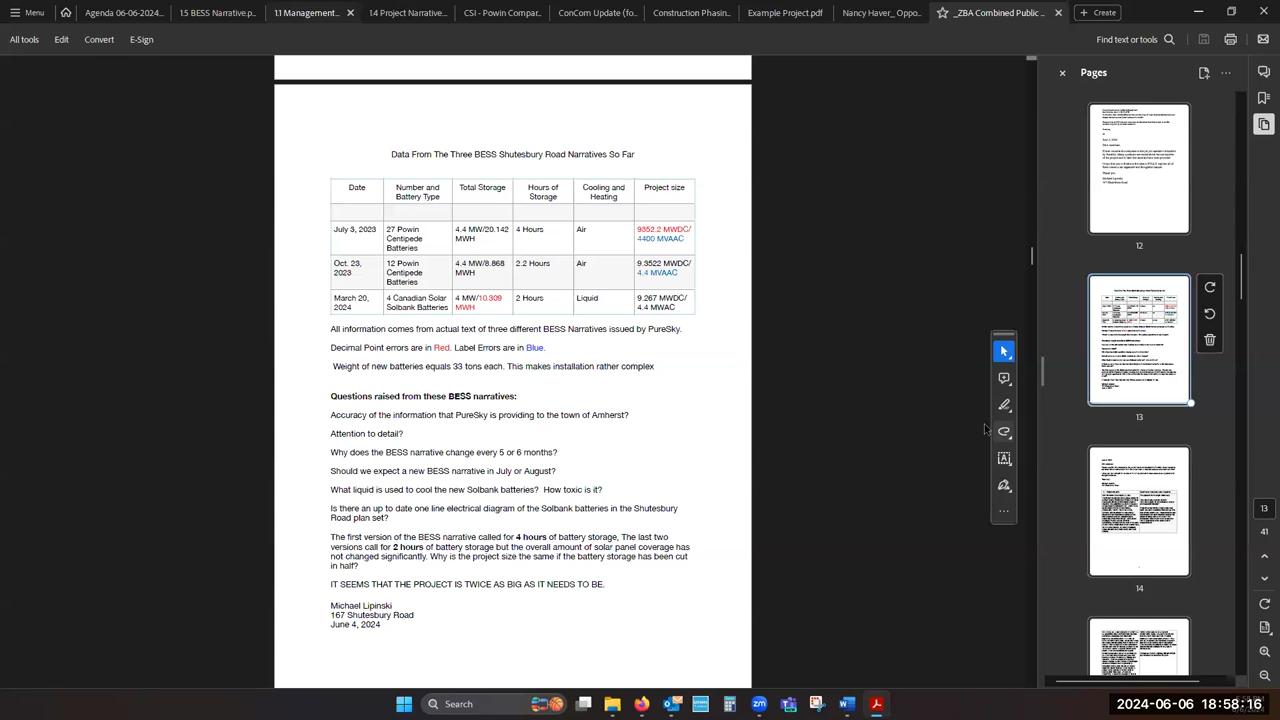 Menu
Agenda 06-06-2024...
15 BESS Narrative.p...
1.1 Management...
14 Project Narrative...
CSI - Powin Compar...
ConCom Update (fo...
Construction Phasin...
Example Project.pdf
Nancy Haver_ Oppo...
_ZBA Combined Public ...
Create
All tools
Edit
Convert
E-Sign
Find text or tools
Pages
Data From The Three BESS Shutesbury Road Narratives So Far
Date
Number and
Battery Type
Total Storage
Hours of
Storage
Cooling and
Heating
Project size
July 3, 2023
27 Powin
Centipede
Batteries
4.4 MW/20.142
MWH
4 Hours
Air
9352.2 MWDC/
4400 MVAAC
Oct. 23,
2023
12 Powin
Centipede
Batteries
4.4 MW/8.868
MWH
2.2 Hours
Air
9.3522 MWDC/
4.4 MVAAC
March 20,
2024
4 Canadian Solar
Solbank Batteries
4 MW/10.309
MWH
2 Hours
Liquid
9.267 MWDC/
4.4 MWAC
All information comes from actual text of three different BESS Narratives issued by PureSky.
Decimal Point errors are in Red. Label Errors are in Blue.
Weight of new batteries equals 33 tons each. This makes installation rather complex
Questions raised from these BESS narratives:
Accuracy of the information that PureSky is providing to the town of Amherst?
Attention to detail?
Why does the BESS narrative change every 5 or 6 months?
Should we expect a new BESS narrative in July or August?
What liquid is used to cool the new Solbank batteries? How toxic is it?
Is there an up to date one line electrical diagram of the Solbank batteries in the Shutesbury
Road plan set?
The first version of the BESS narrative called for 4 hours of battery storage, The last two
versions call for 2 hours of battery storage but the overall amount of solar panel coverage has
not changed significantly. Why is the project size the same if the battery storage has been cut
in half?
IT SEEMS THAT THE PROJECT IS TWICE AS BIG AS IT NEEDS TO BE.
Michael Lipinski
167 Shutesbury Road
June 4, 2024
12
13
14
13
41
Search
2024-06-06 18:58:16